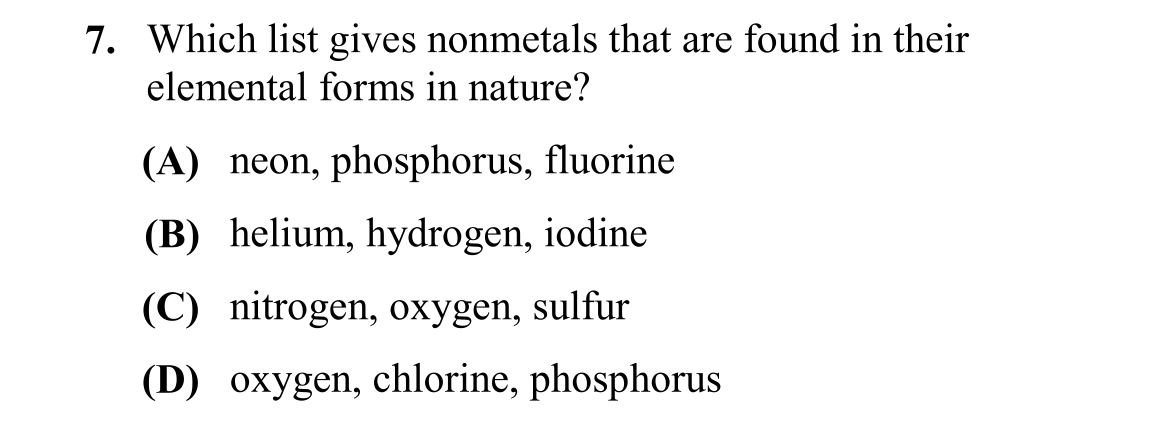 7. Which list gives nonmetals that are found in their
elemental forms in nature?
(A) neon, phosphorus, fluorine
(B) helium, hydrogen, iodine
(C) nitrogen, oxygen, sulfur
(D) oxygen, chlorine, phosphorus